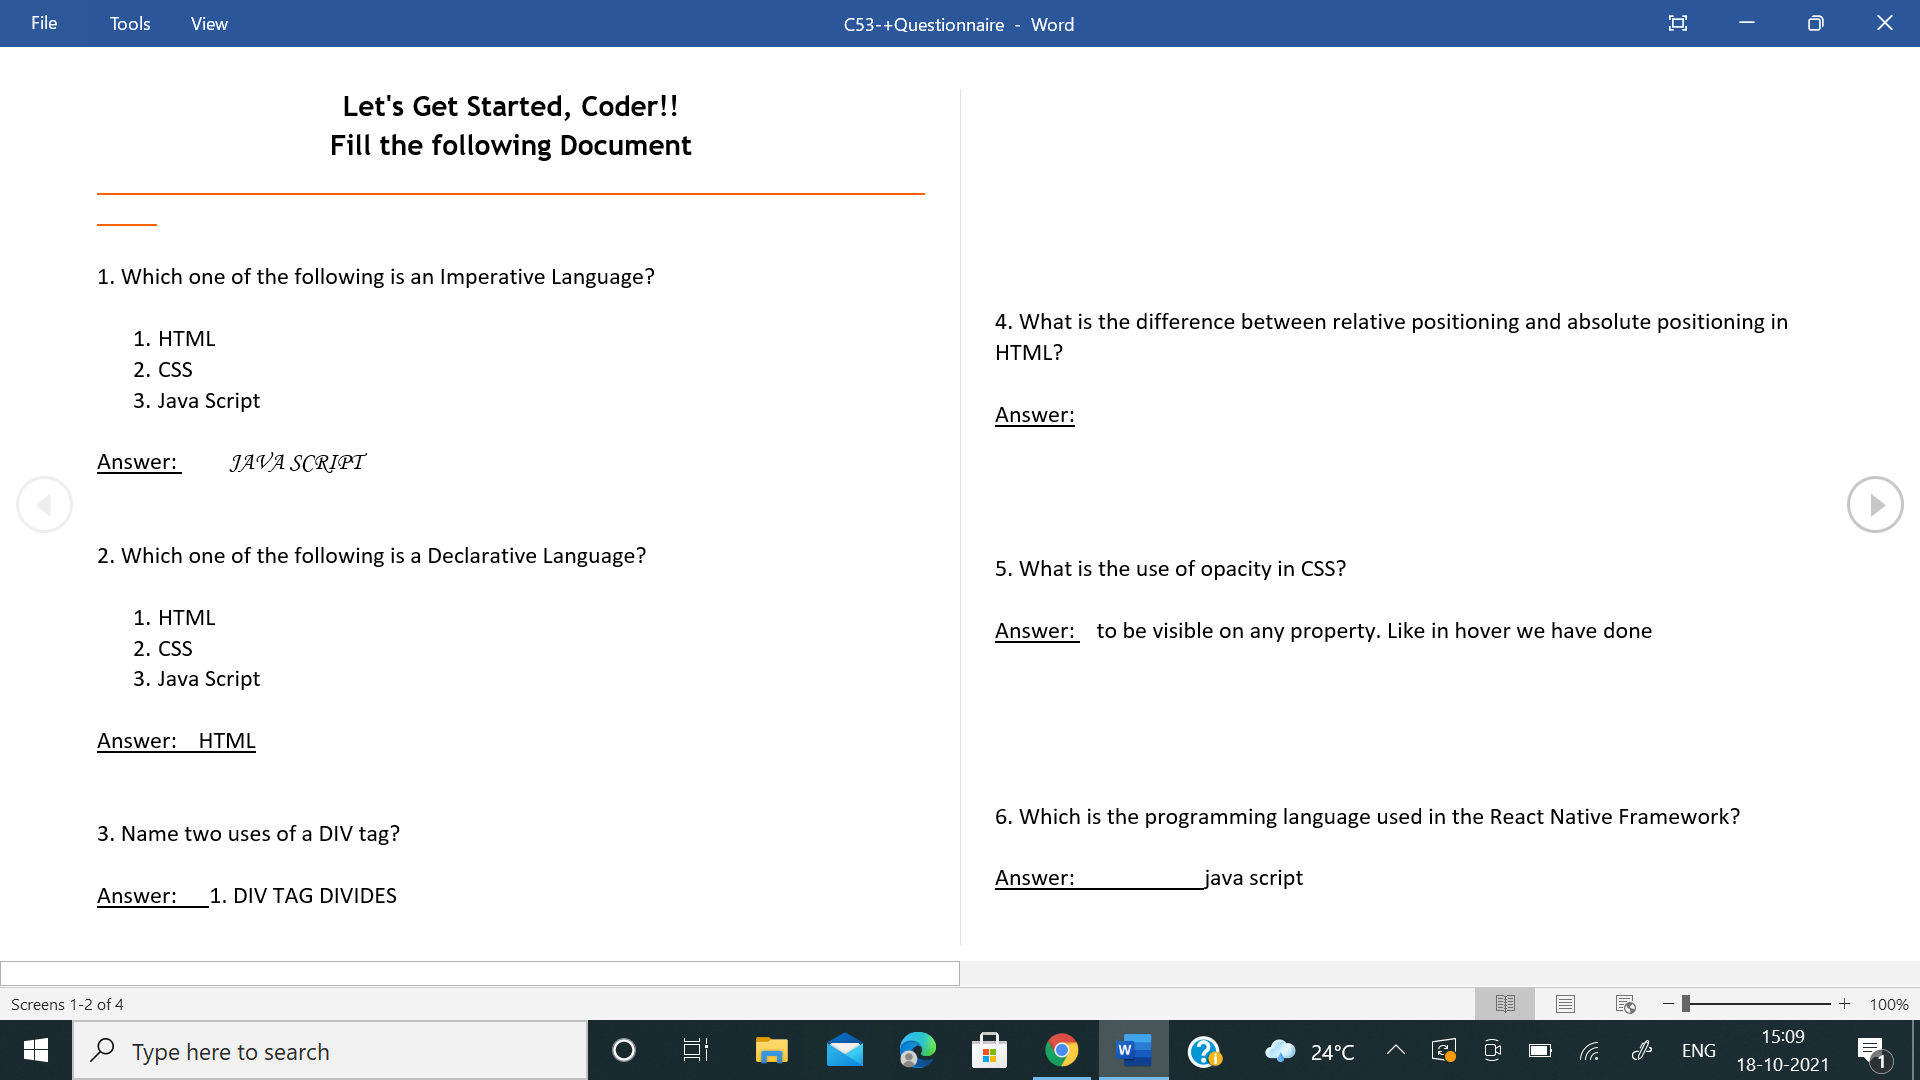 File Tools View C53-+Questionnaire - Word
Let's Get Started, Coder!!
Fill the following Document
1. Which one of the following is an Imperative Language?
1. HTML
2. CSS
3. Java Script
Answer: JAVA SCRIPT
2. Which one of the following is a Declarative Language?
1. HTML
2. CSS
3. Java Script
Answer: HTML
3. Name two uses of a DIV tag?
Answer: 1. DIV TAG DIVIDES
4. What is the difference between relative positioning and absolute positioning in
HTML?
Answer:
5. What is the use of opacity in CSS?
Answer: to be visible on any property. Like in hover we have done
6. Which is the programming language used in the React Native Framework?
Answer: java script
Screens 1-2 of 4
100%
Type here to search
W
24°C
ENG
15:09
18-10-2021
1